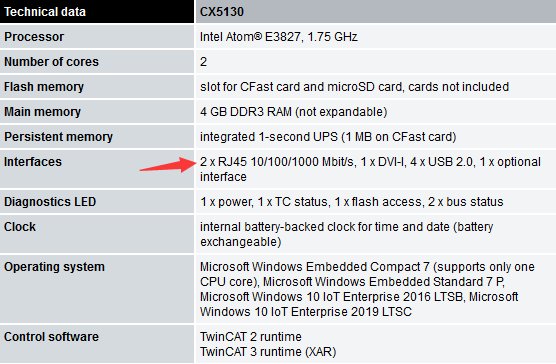 Technical data CX5130
Processor Intel Atom® E3827, 1.75 GHz
Number of cores 2
Flash memory slot for CFast card and microSD card, cards not included
Main memory 4 GB DDR3 RAM (not expandable)
Persistent memory integrated 1-second UPS (1 MB on CFast card)
Interfaces 2 x RJ45 10/100/1000 Mbit/s, 1 x DVI-I, 4 x USB 2.0, 1 x optional
interface
Diagnostics LED 1 x power, 1 x TC status, 1 x flash access, 2 x bus status
Clock internal battery-backed clock for time and date (battery
exchangeable)
Operating system Microsoft Windows Embedded Compact 7 (supports only one
CPU core), Microsoft Windows Embedded Standard 7 P,
Microsoft Windows 10 IoT Enterprise 2016 LTSB, Microsoft
Windows 10 IoT Enterprise 2019 LTSC
Control software TwinCAT 2 runtime
TwinCAT 3 runtime (XAR)